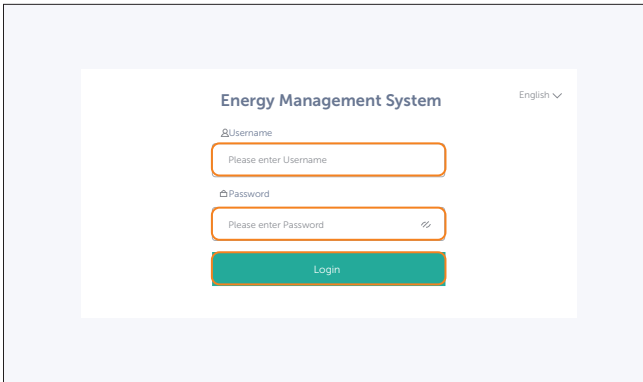 Energy Management System
English
Username
Please enter Username
Password
Please enter Password
Login